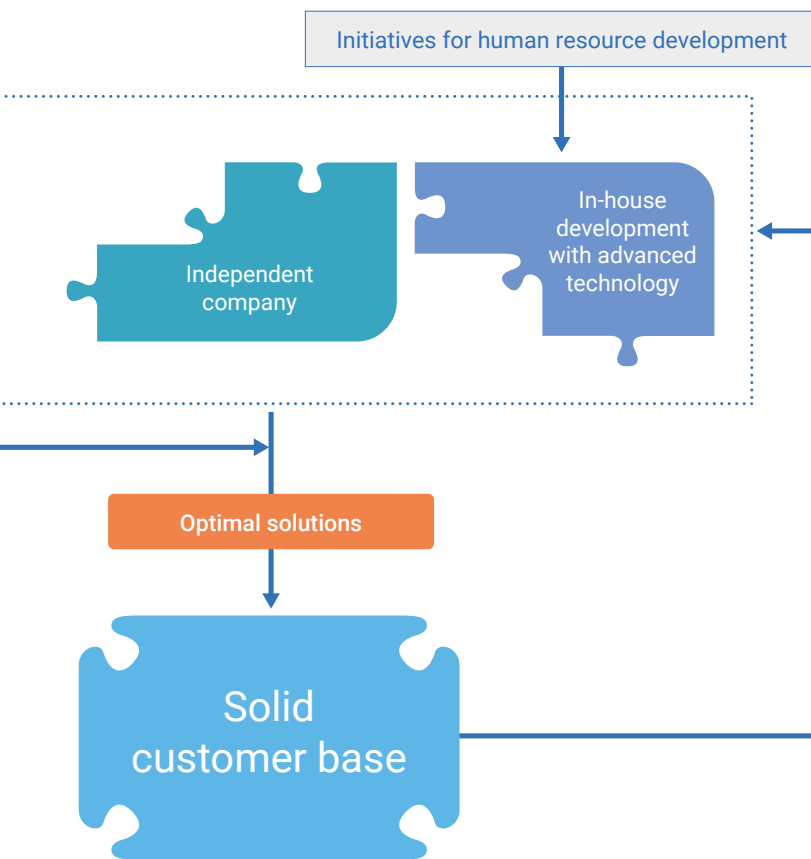 Initiatives for human resource development
Independent
company
In-house
development
with advanced
technology
Optimal solutions
Solid
customer base